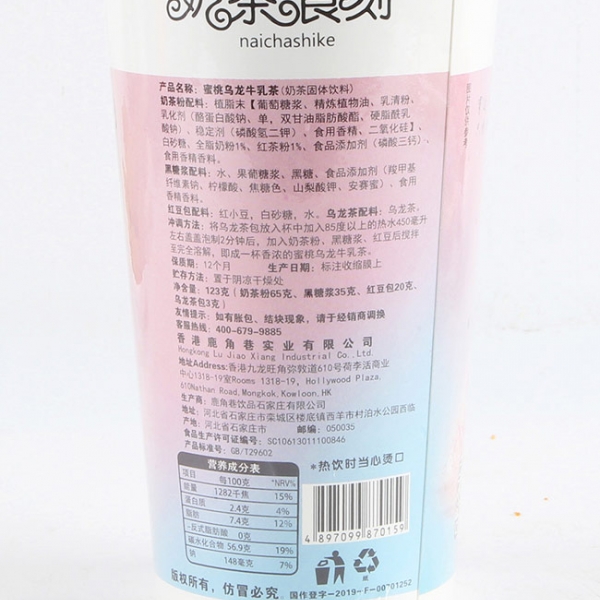 奶茶食刻
naichashike
产品名称：蜜桃乌龙牛乳茶（奶茶固体饮料）
奶茶粉配料：植脂末【葡萄糖浆、精炼植物油、乳清粉、
乳化剂（酪蛋白酸钠、单，双甘油脂肪酸酯、硬脂酰乳
酸钠）、稳定剂（磷酸氢二钾）、食用香精、二氧化硅】、
白砂糖、全脂奶粉1%、红茶粉1%、食品添加剂（磷酸三钙）、
食用香精香料。
黑糖浆配料：水、果葡糖浆、黑糖、食品添加剂（羧甲基
纤维素钠、柠檬酸、焦糖色、山梨酸钾、安赛蜜）、食用
香精香料。
红豆包配料：红小豆，白砂糖，水。乌龙茶配料：乌龙茶。
冲调方法：将乌龙茶包放入杯中加入85度以上的热水450毫升
左右盖盖泡制2分钟后，加入奶茶粉、黑糖浆、红豆后搅拌
至完全溶解，即成一杯香浓的蜜桃乌龙牛乳茶。
保质期：12个月 生产日期：标注收缩膜上
贮存方法：置于阴凉干燥处
净含量：123克（奶茶粉65克、黑糖浆35克、红豆包20克、
乌龙茶包3克）
友情提示：如有胀包、结块现象，请于经销商调换
客服热线：400-679-9885
香港鹿角巷实业有限公司
Hongkong Lu Jiao Xiang Industrial Co., Ltd
地址Address:香港九龙旺角弥敦道610号荷李活商业
中心1318-19室Rooms 1318-19, Hollywood Plaza,
610Nathan Road,Mongkok,Kowloon.HK
制造商：鹿角巷饮品石家庄有限公司
地址：河北省石家庄市栾城区楼底镇西羊市村泊水公园西临
产地：河北省石家庄市 邮编：050035
食品生产许可证编号：SC10613011100846
产品标准号：GB/T29602
营养成分表
项目 每100克 *NRV%
能量 1282千焦 15%
蛋白质 2.4克 4%
脂肪 7.4克 12%
-反式脂肪酸 0克
碳水化合物 56.9克 19%
钠 148毫克 7%
*热饮时当心烫口
4 897099 870159
版权所有，仿冒必究。 国作登字-2019-F-00701252